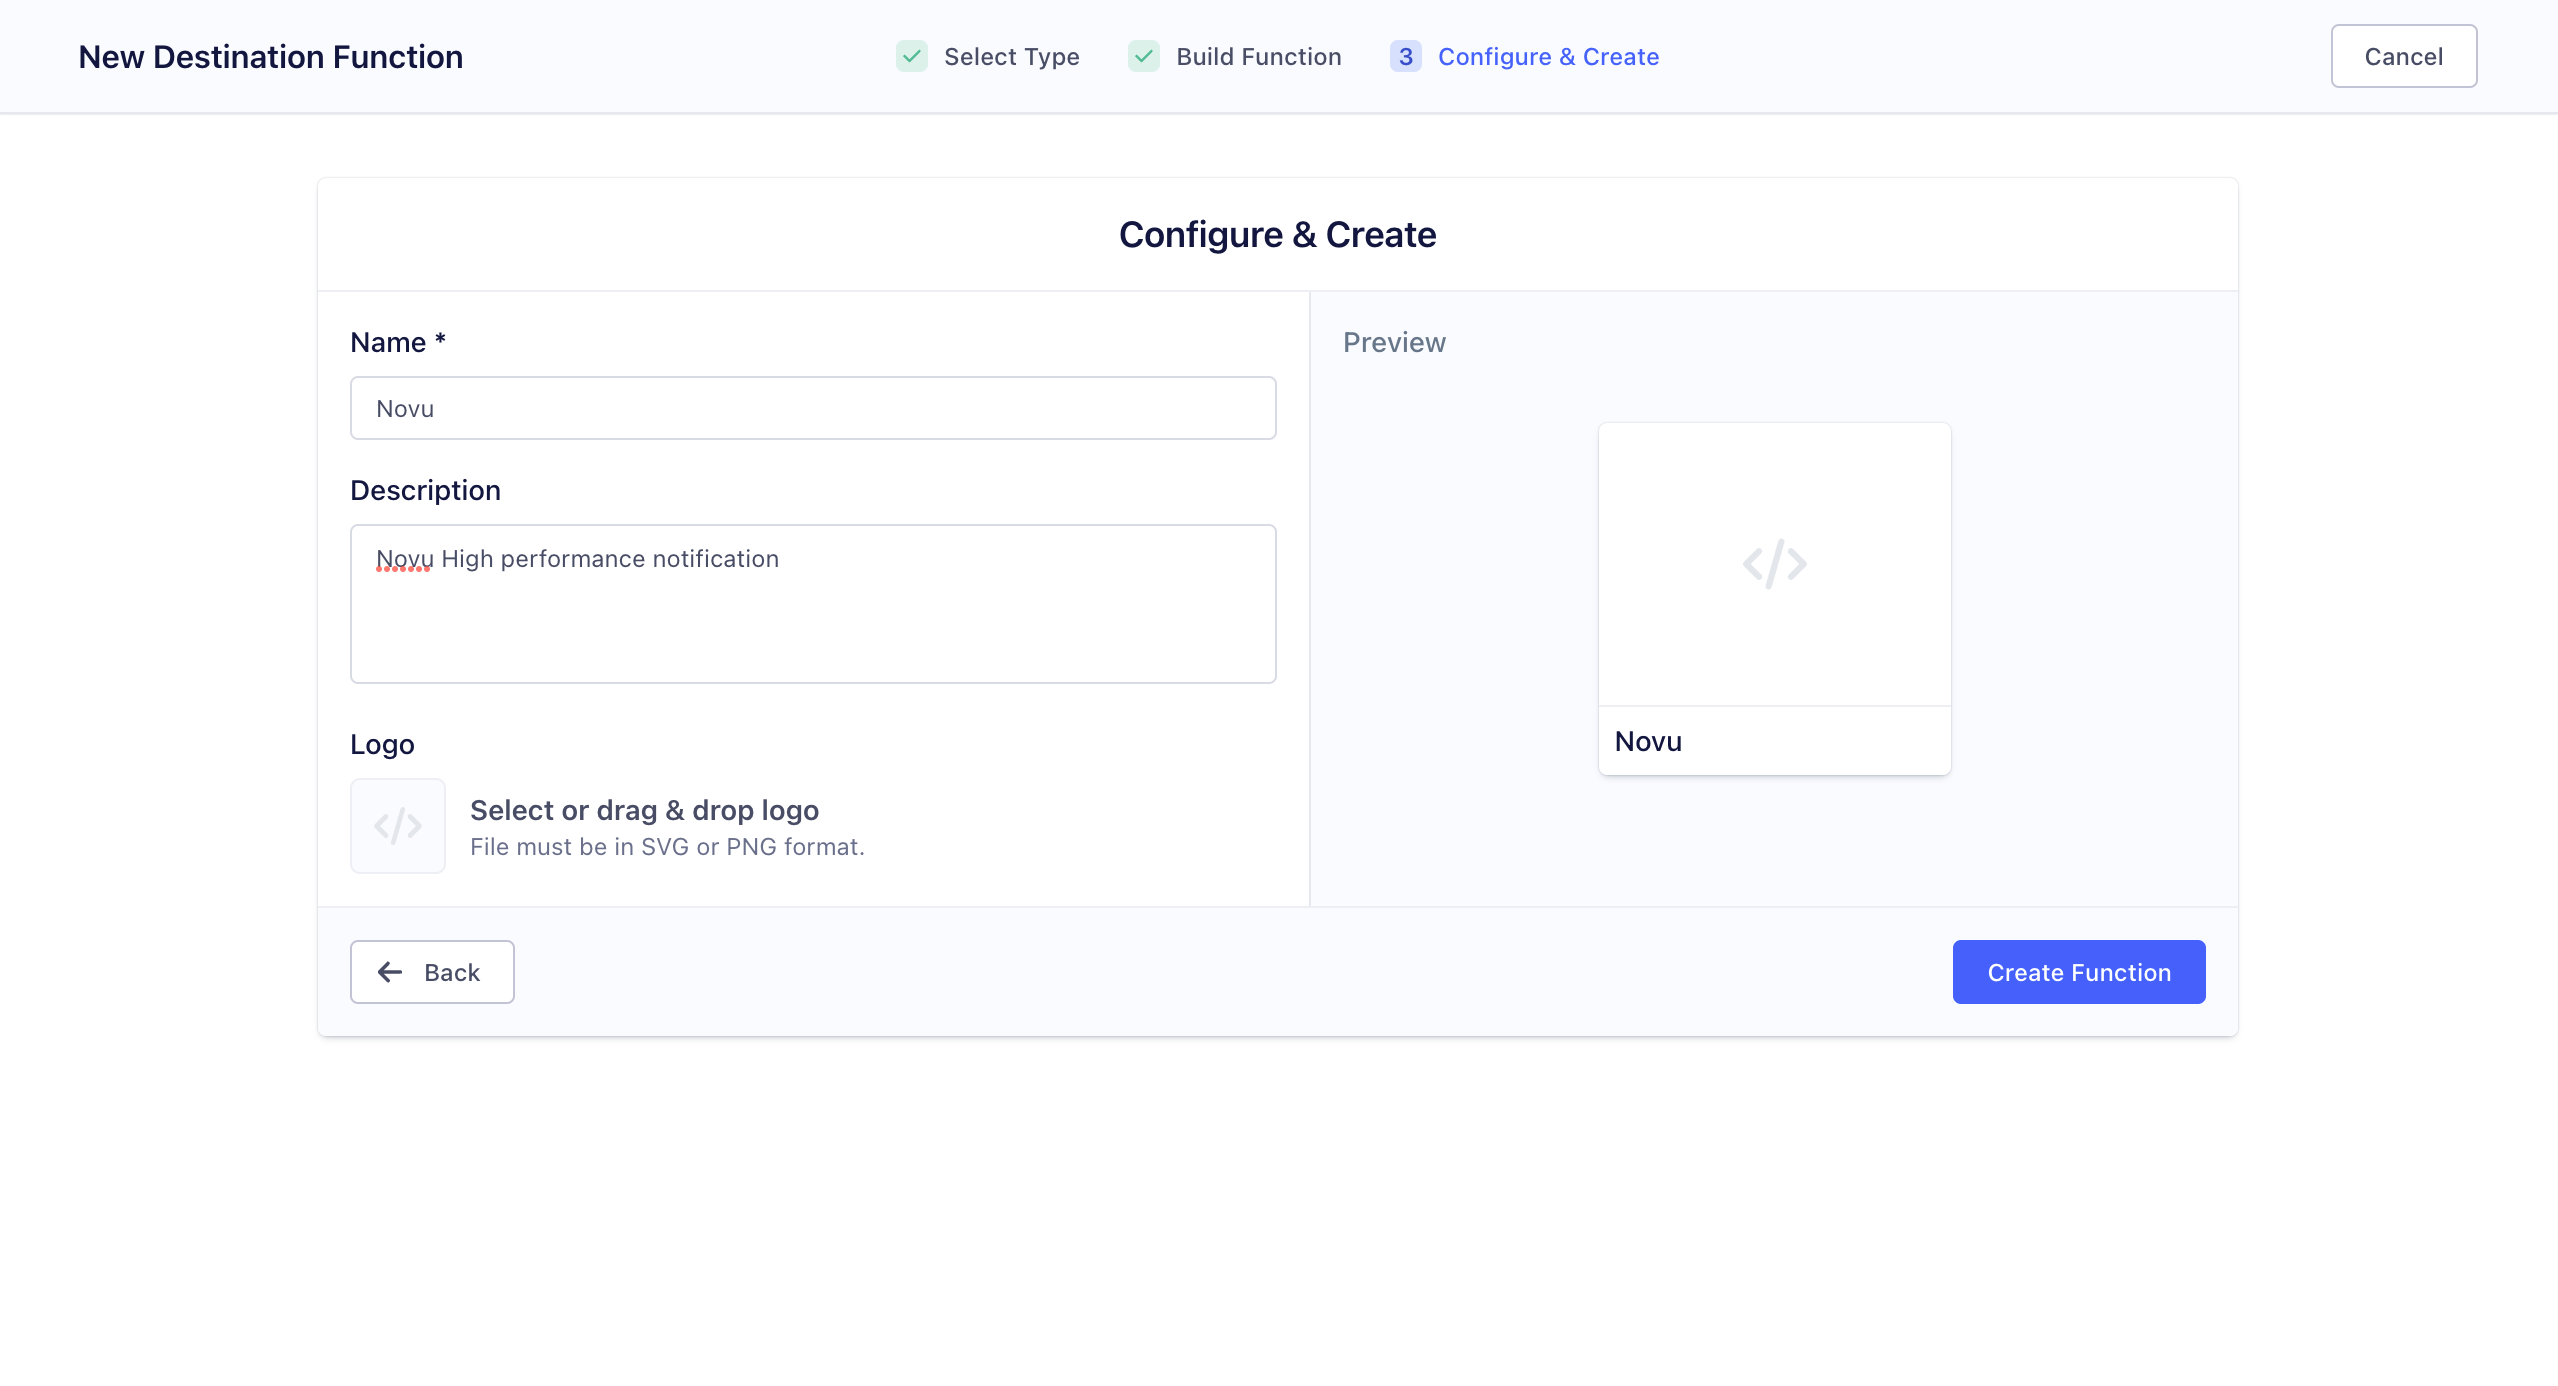 New Destination Function
Select Type
Build Function
3 Configure & Create
Cancel
Configure & Create
Name *
Novu
Description
Novu High performance notification
Logo
Select or drag & drop logo
File must be in SVG or PNG format.
Preview
Novu
Back
Create Function